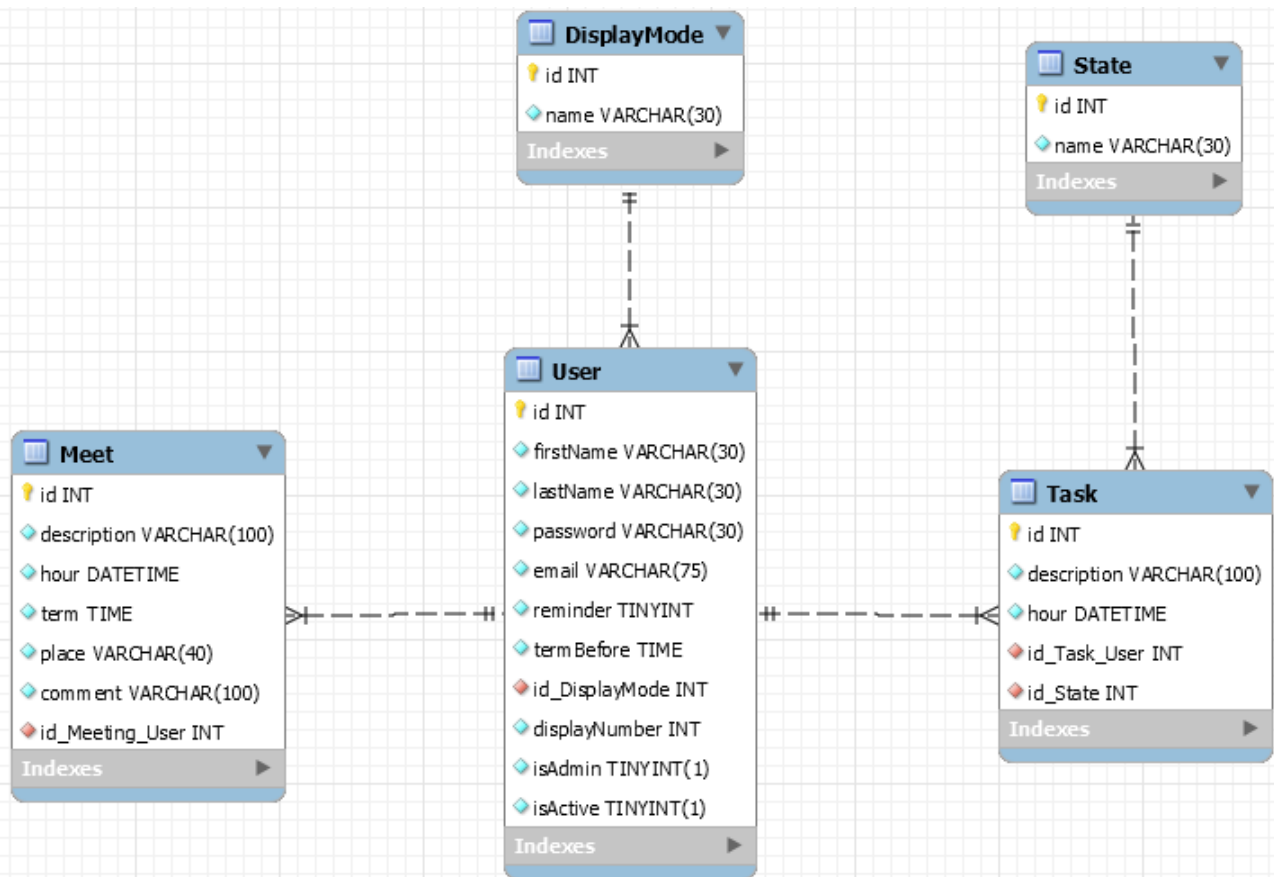 DisplayMode
id INT
name VARCHAR(30)
Indexes
State
id INT
name VARCHAR(30)
Indexes
User
id INT
firstName VARCHAR(30)
lastName VARCHAR(30)
password VARCHAR(30)
email VARCHAR(75)
reminder TINYINT
termBefore TIME
id_DisplayMode INT
displayNumber INT
isAdmin TINYINT(1)
isActive TINYINT(1)
Indexes
Meet
id INT
description VARCHAR(100)
hour DATETIME
term TIME
place VARCHAR(40)
comment VARCHAR(100)
id_Meeting_User INT
Indexes
Task
id INT
description VARCHAR(100)
hour DATETIME
id_Task_User INT
id_State INT
Indexes